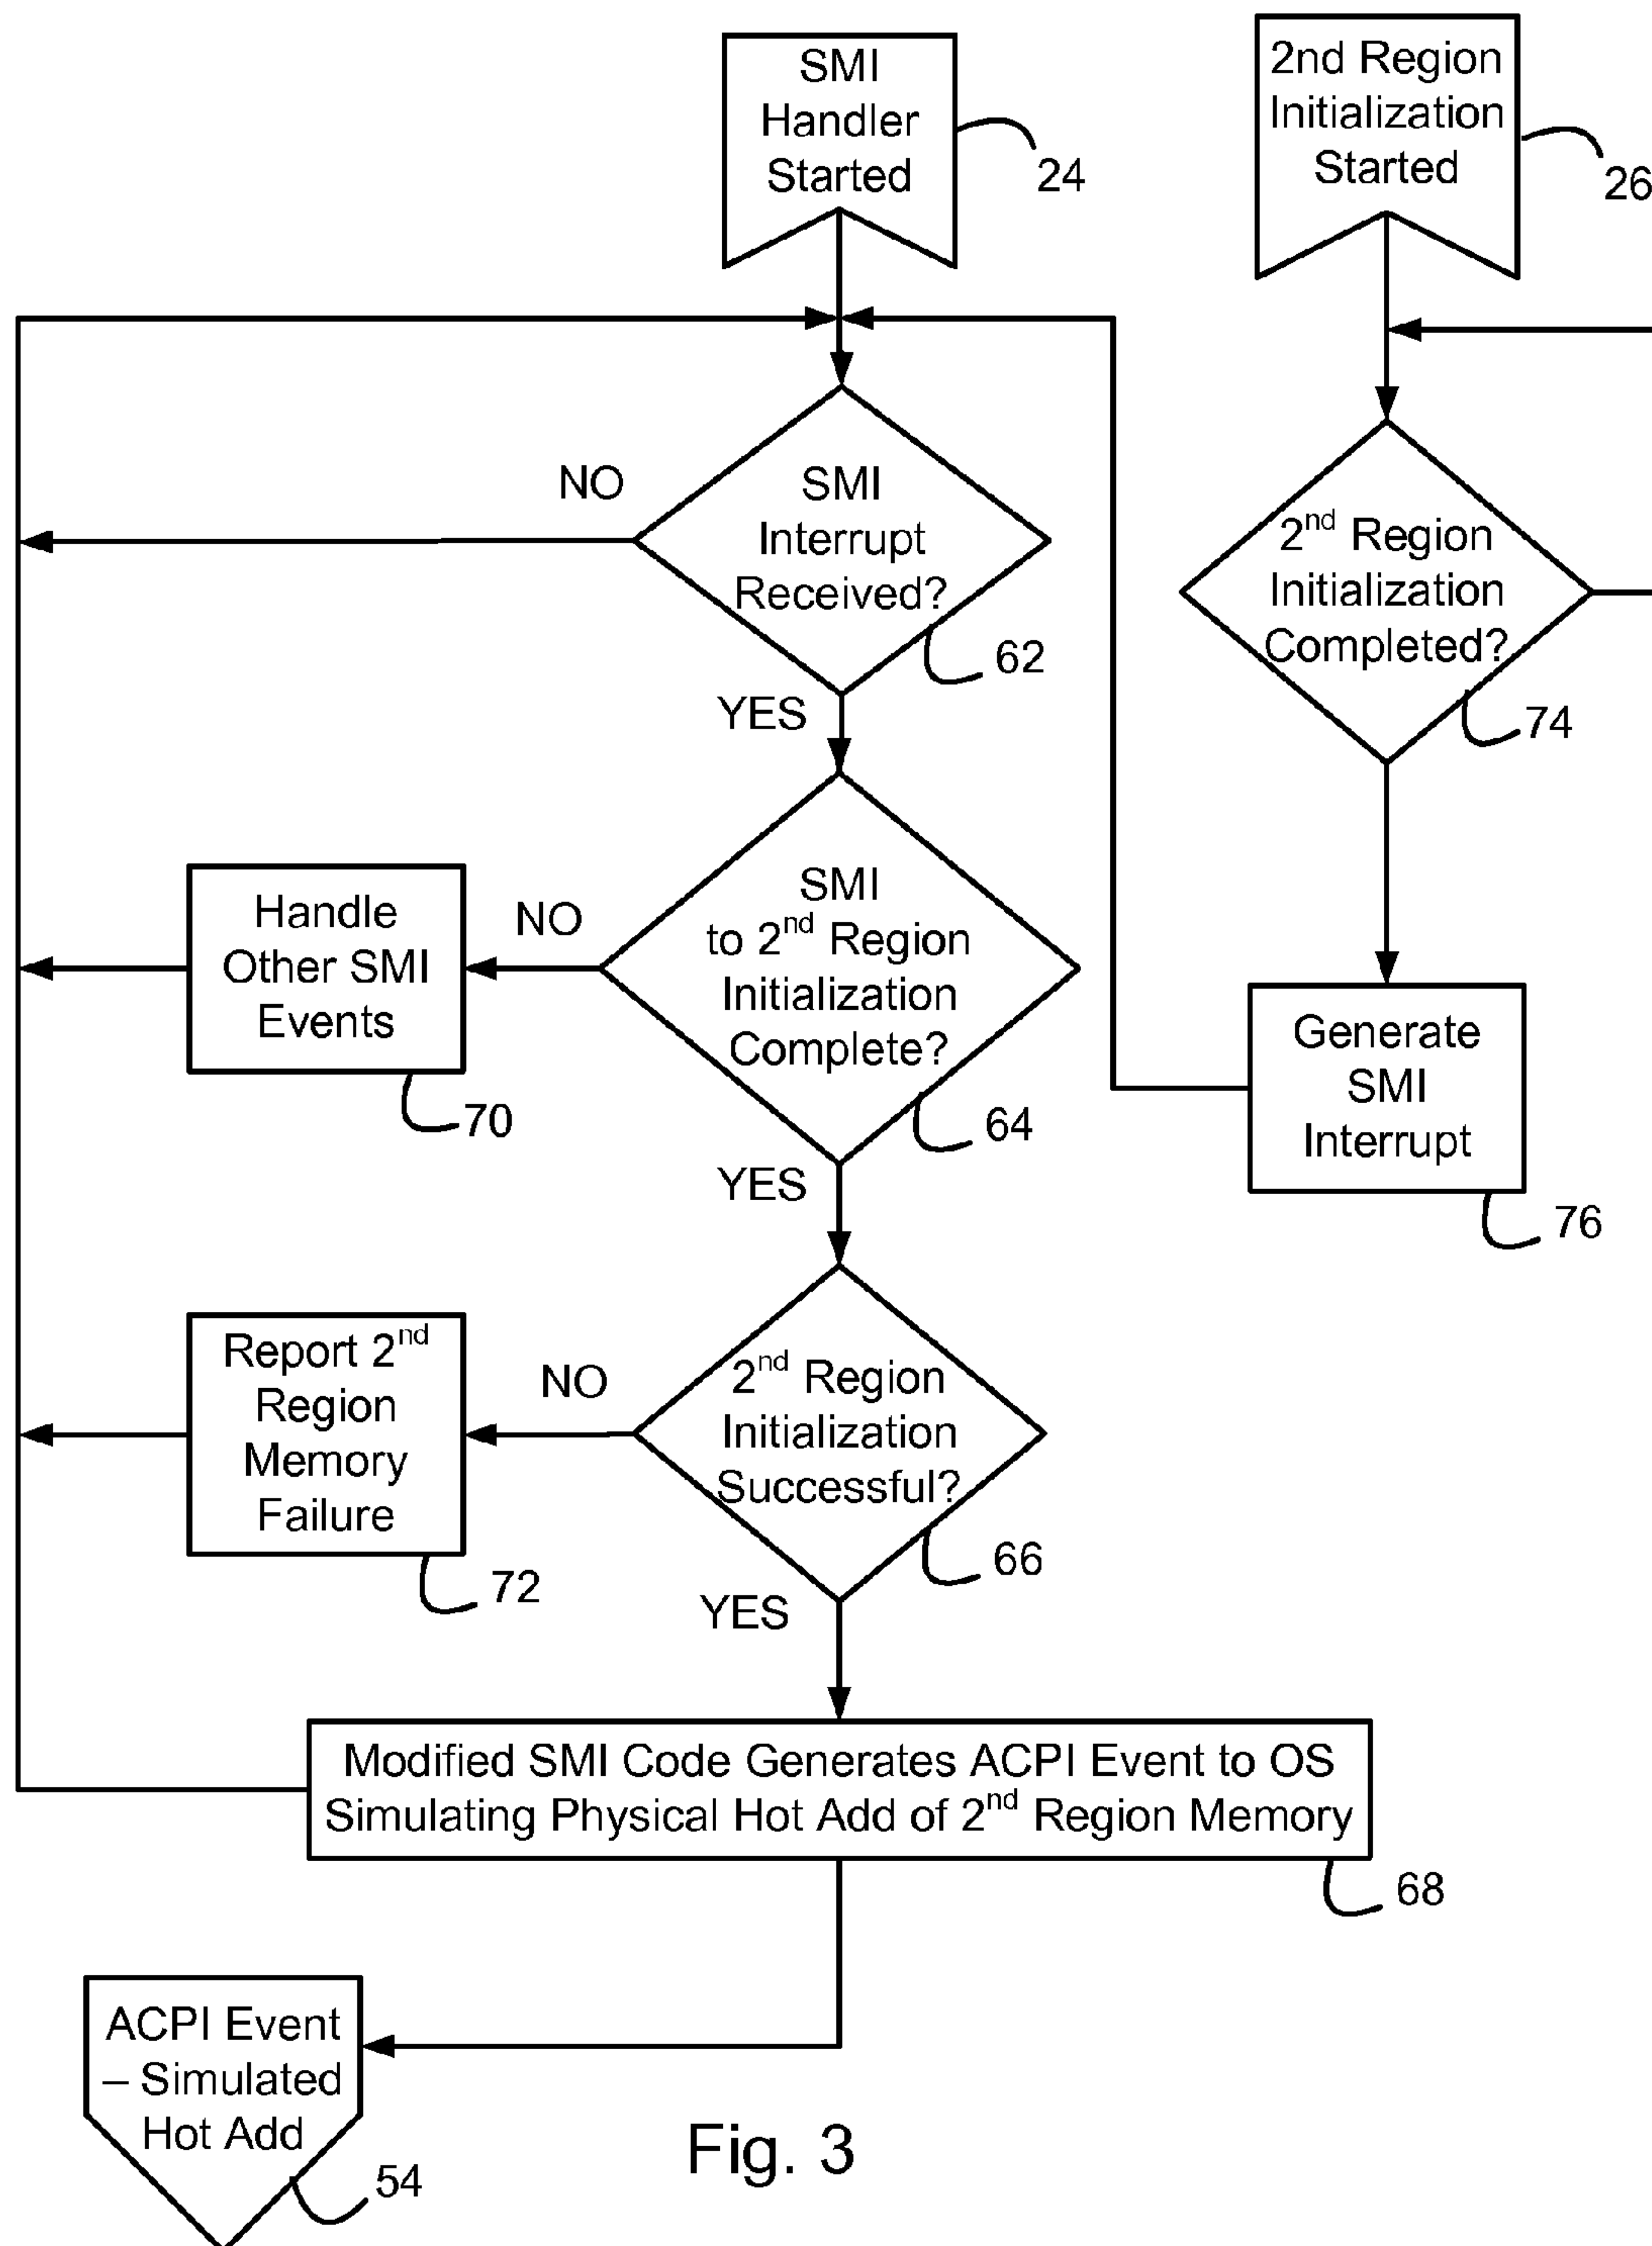 SMI
Handler
Started
24
2nd Region
Initialization
Started
26
NO
SMI
Interrupt
Received?
62
YES
2nd Region
Initialization
Completed?
74
Handle
Other SMI
Events
70
NO
SMI
to 2nd Region
Initialization
Complete?
64
YES
Generate
SMI
Interrupt
76
Report 2nd
Region
Memory
Failure
72
NO
2nd Region
Initialization
Successful?
66
YES
Modified SMI Code Generates ACPI Event to OS
Simulating Physical Hot Add of 2nd Region Memory
68
ACPI Event
– Simulated
Hot Add
54
Fig. 3